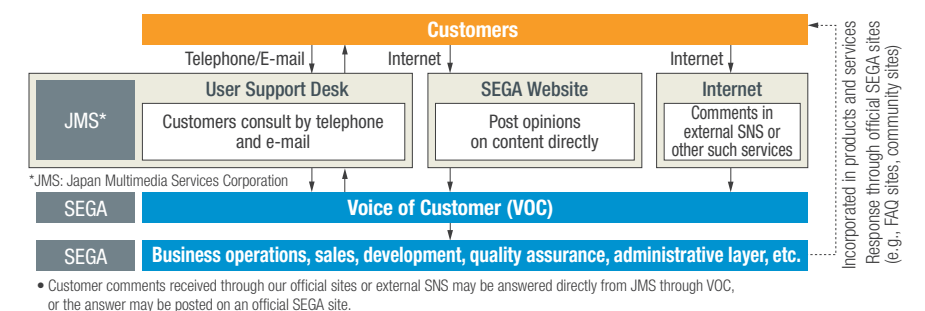 Customers
Telephone/E-mail
Internet
Internet
JMS*
User Support Desk
Customers consult by telephone
and e-mail
SEGA Website
Post opinions
on content directly
Internet
Comments in
external SNS or
other such services
*JMS: Japan Multimedia Services Corporation
SEGA
Voice of Customer (VOC)
SEGA
Business operations, sales, development, quality assurance, administrative layer, etc.
Incorporated in products and services
Response through official SEGA sites
(e.g., FAQ sites, community sites)
• Customer comments received through our official sites or external SNS may be answered directly from JMS through VOC,
or the answer may be posted on an official SEGA site.